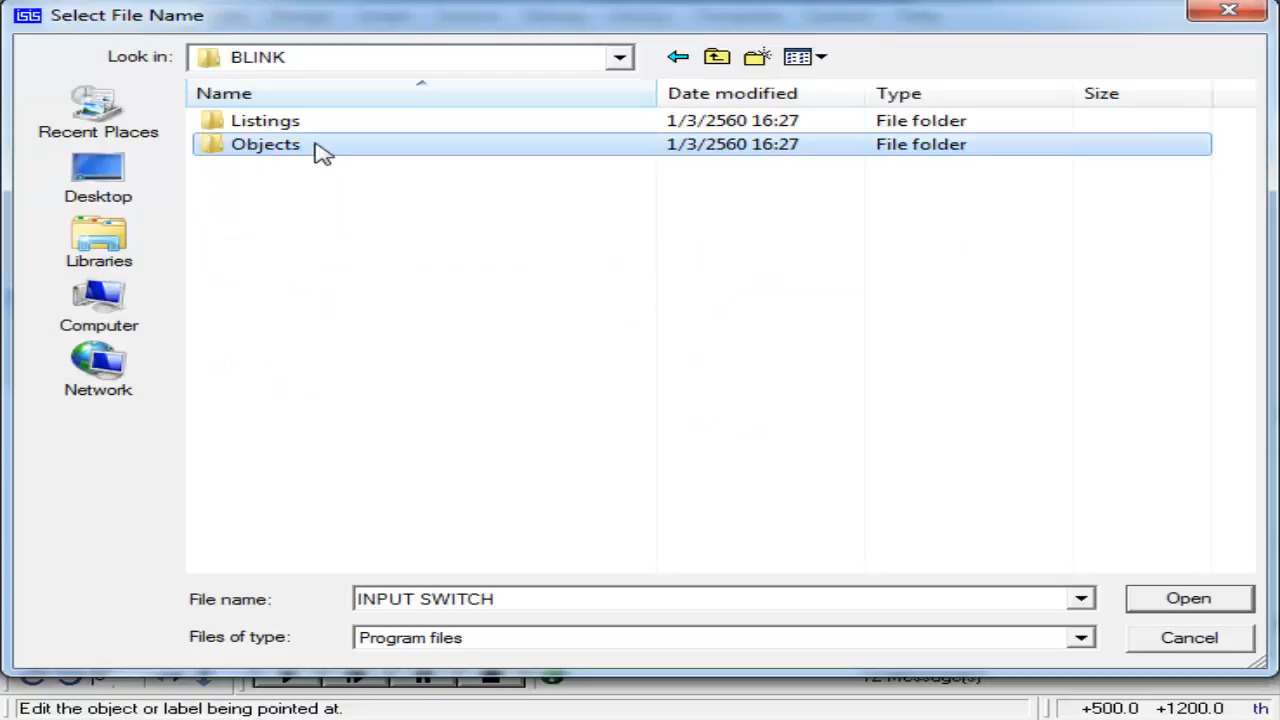 isis Select File Name
Look in: BLINK
Name Date modified Type Size
Listings 1/3/2560 16:27 File folder
Objects 1/3/2560 16:27 File folder
Recent Places
Desktop
Libraries
Computer
Network
File name: INPUT SWITCH Open
Files of type: Program files Cancel
Edit the object or label being pointed at. +500.0 +1200.0 th